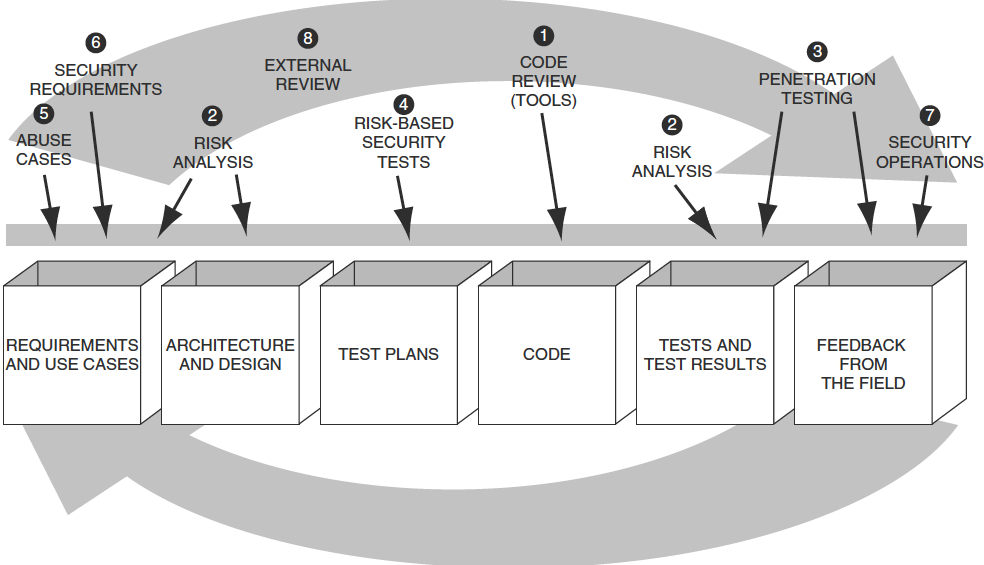 6
SECURITY
REQUIREMENTS
5
ABUSE
CASES
2
RISK
ANALYSIS
8
EXTERNAL
REVIEW
4
RISK-BASED
SECURITY
TESTS
1
CODE
REVIEW
(TOOLS)
2
RISK
ANALYSIS
3
PENETRATION
TESTING
7
SECURITY
OPERATIONS
REQUIREMENTS
AND USE CASES
ARCHITECTURE
AND DESIGN
TEST PLANS
CODE
TESTS AND
TEST RESULTS
FEEDBACK
FROM
THE FIELD